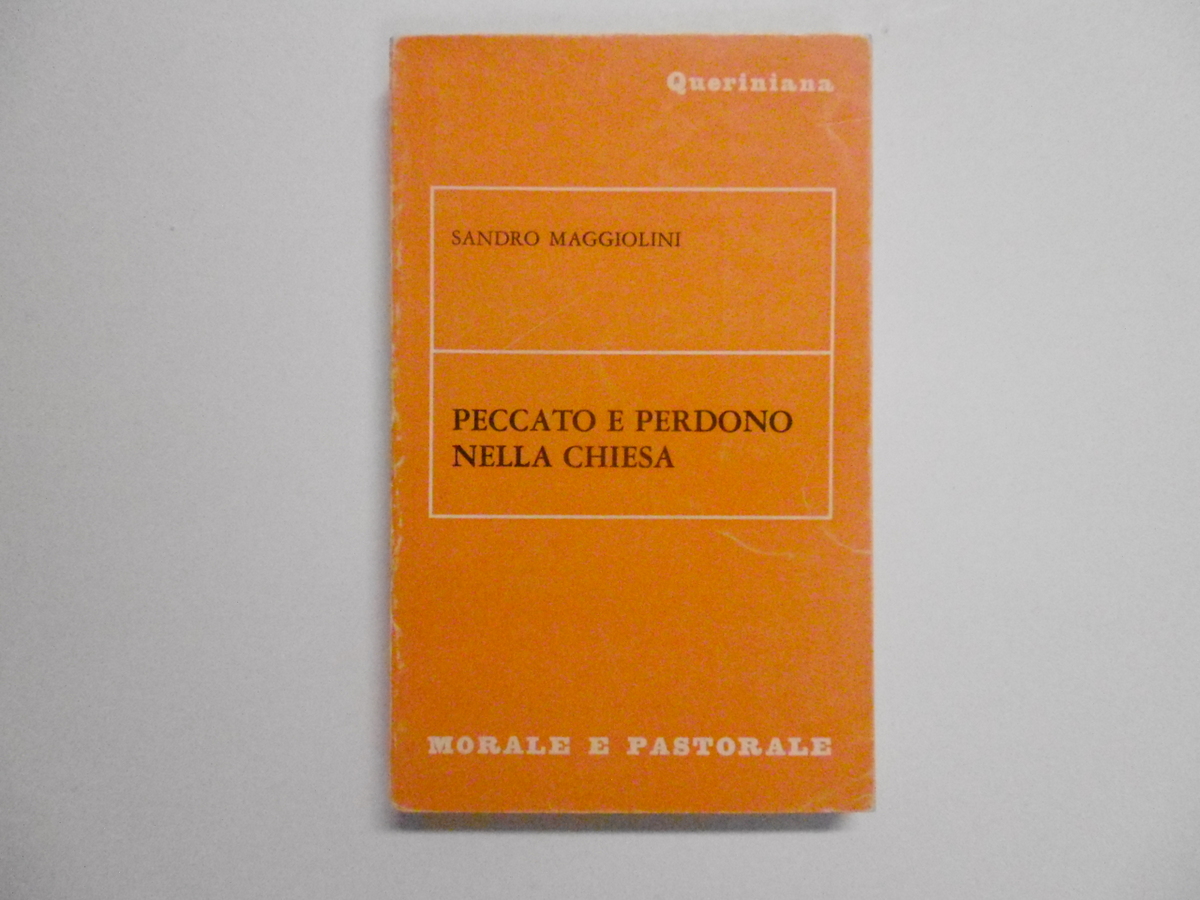 Queriniana
SANDRO MAGGIOLINI
PECCATO E PERDONO
NELLA CHIESA
MORALE E PASTORALE